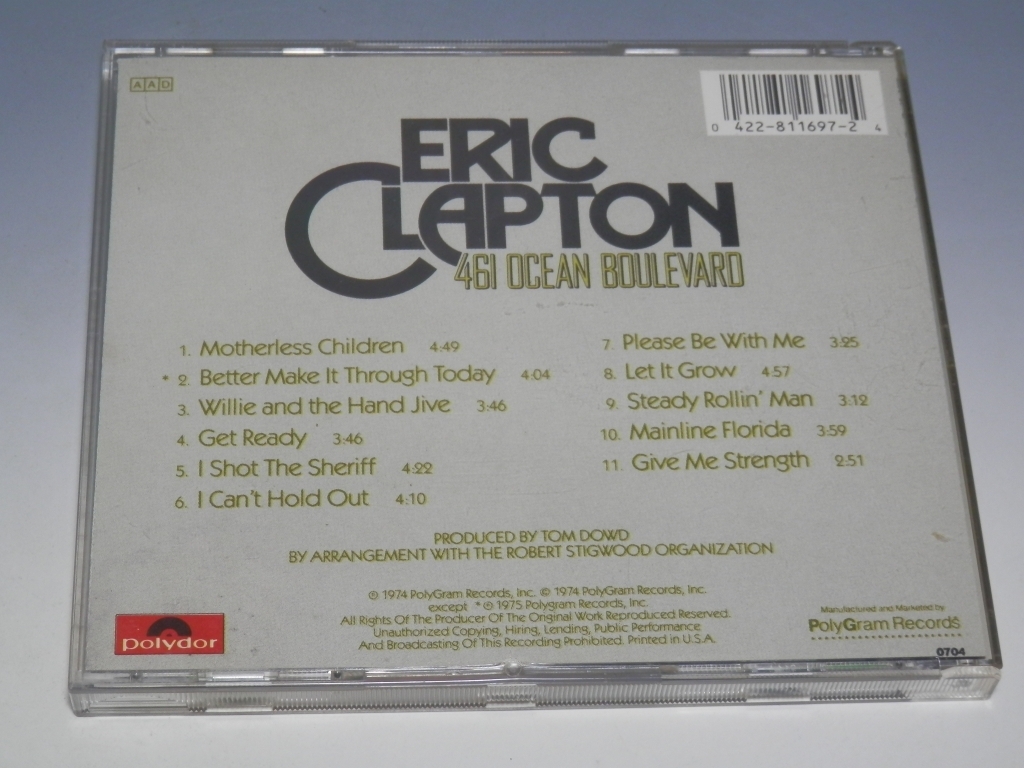 AAD
0 422-811697-2 4
ERIC
CLAPTON
461 OCEAN BOULEVARD
1. Motherless Children 4:49
* 2. Better Make It Through Today 4:04
3. Willie and the Hand Jive 3:46
4. Get Ready 3:46
5. I Shot The Sheriff 4:22
6. I Can't Hold Out 4:10
7. Please Be With Me 3:25
8. Let It Grow 4:57
9. Steady Rollin' Man 3:12
10. Mainline Florida 3:59
11. Give Me Strength 2:51
PRODUCED BY TOM DOWD
BY ARRANGEMENT WITH THE ROBERT STIGWOOD ORGANIZATION
℗ 1974 PolyGram Records, Inc. © 1974 PolyGram Records, Inc.
except * ℗ 1975 Polygram Records, Inc.
All Rights Of The Producer Of The Original Work Reproduced Reserved.
Unauthorized Copying, Hiring, Lending, Public Performance
And Broadcasting Of This Recording Prohibited. Printed in U.S.A.
polydor
Manufactured and Marketed by
PolyGram Records
0704